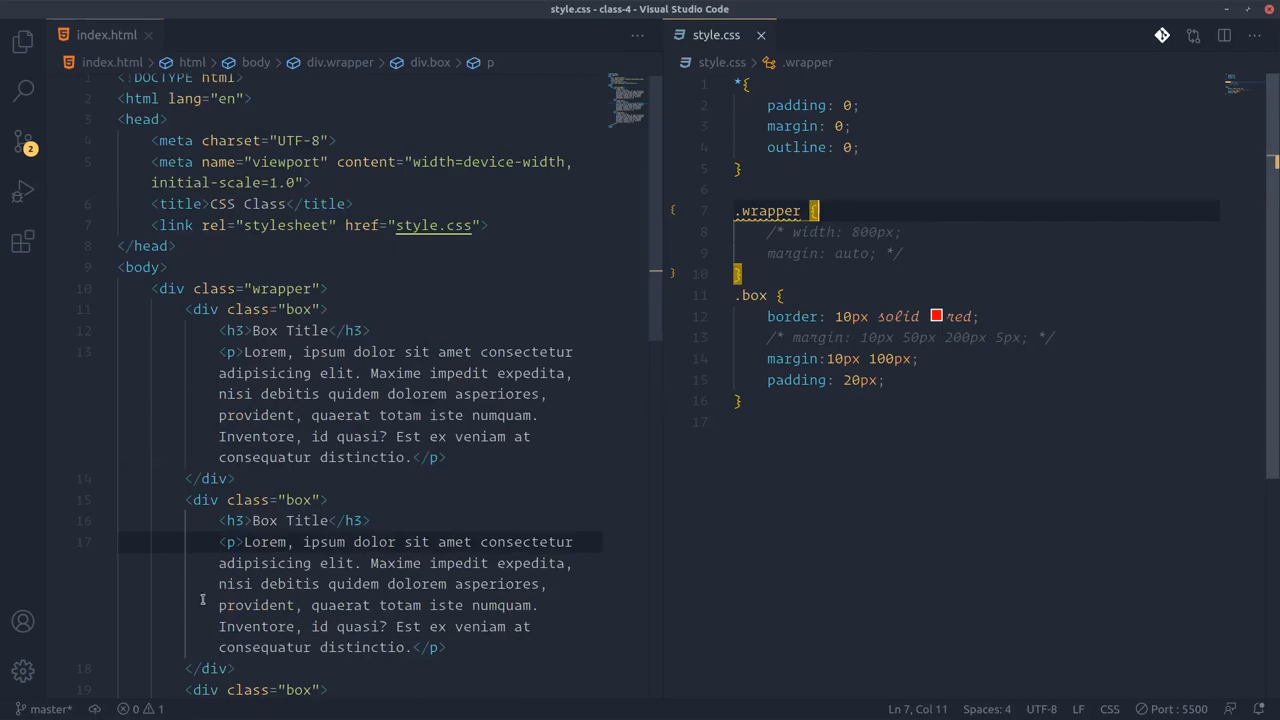 style.css - class-4 - Visual Studio Code
index.html
index.html > html > body > div.wrapper > div.box > p
1 <!DOCTYPE html>
2 <html lang="en">
3 <head>
4 <meta charset="UTF-8">
5 <meta name="viewport" content="width=device-width,
initial-scale=1.0">
6 <title>CSS Class</title>
7 <link rel="stylesheet" href="style.css">
8 </head>
9 <body>
10 <div class="wrapper">
11 <div class="box">
12 <h3>Box Title</h3>
13 <p>Lorem, ipsum dolor sit amet consectetur
adipisicing elit. Maxime impedit expedita,
nisi debitis quidem dolorem asperiores,
provident, quaerat totam iste numquam.
Inventore, id quasi? Est ex veniam at
consequatur distinctio.</p>
14 </div>
15 <div class="box">
16 <h3>Box Title</h3>
17 <p>Lorem, ipsum dolor sit amet consectetur
adipisicing elit. Maxime impedit expedita,
nisi debitis quidem dolorem asperiores,
provident, quaerat totam iste numquam.
Inventore, id quasi? Est ex veniam at
consequatur distinctio.</p>
18 </div>
19 <div class="box">
style.css
style.css > .wrapper
1 *{
2 padding: 0;
3 margin: 0;
4 outline: 0;
5 }
6
7 .wrapper {
8 /* width: 800px;
9 margin: auto; */
10 }
11 .box {
12 border: 10px solid red;
13 /* margin: 10px 50px 200px 5px; */
14 margin:10px 100px;
15 padding: 20px;
16 }
17
2
master*
0
1
Ln 7, Col 11
Spaces: 4
UTF-8
LF
CSS
Port : 5500